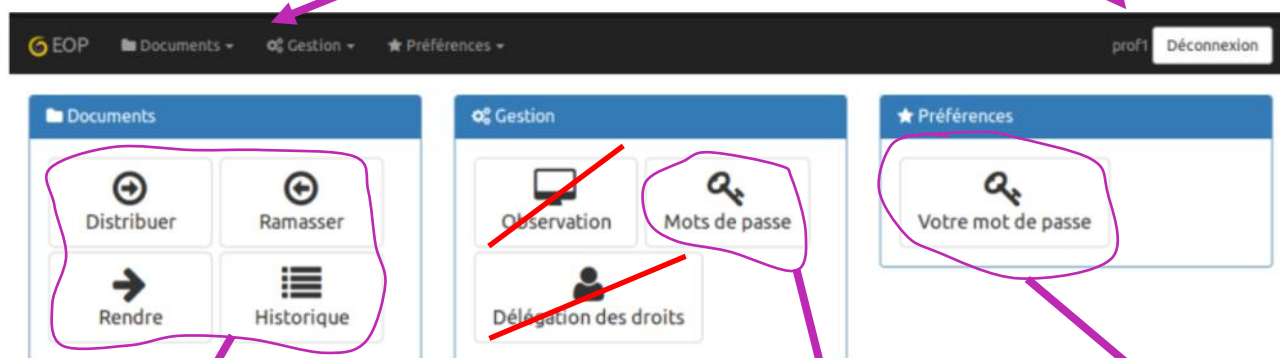 EOP Documents Gestion Préférences prof1 Déconnexion
Documents
Distribuer Ramasser
Rendre Historique
Gestion
Observation Mots de passe
Délégation des droits
Préférences
Votre mot de passe